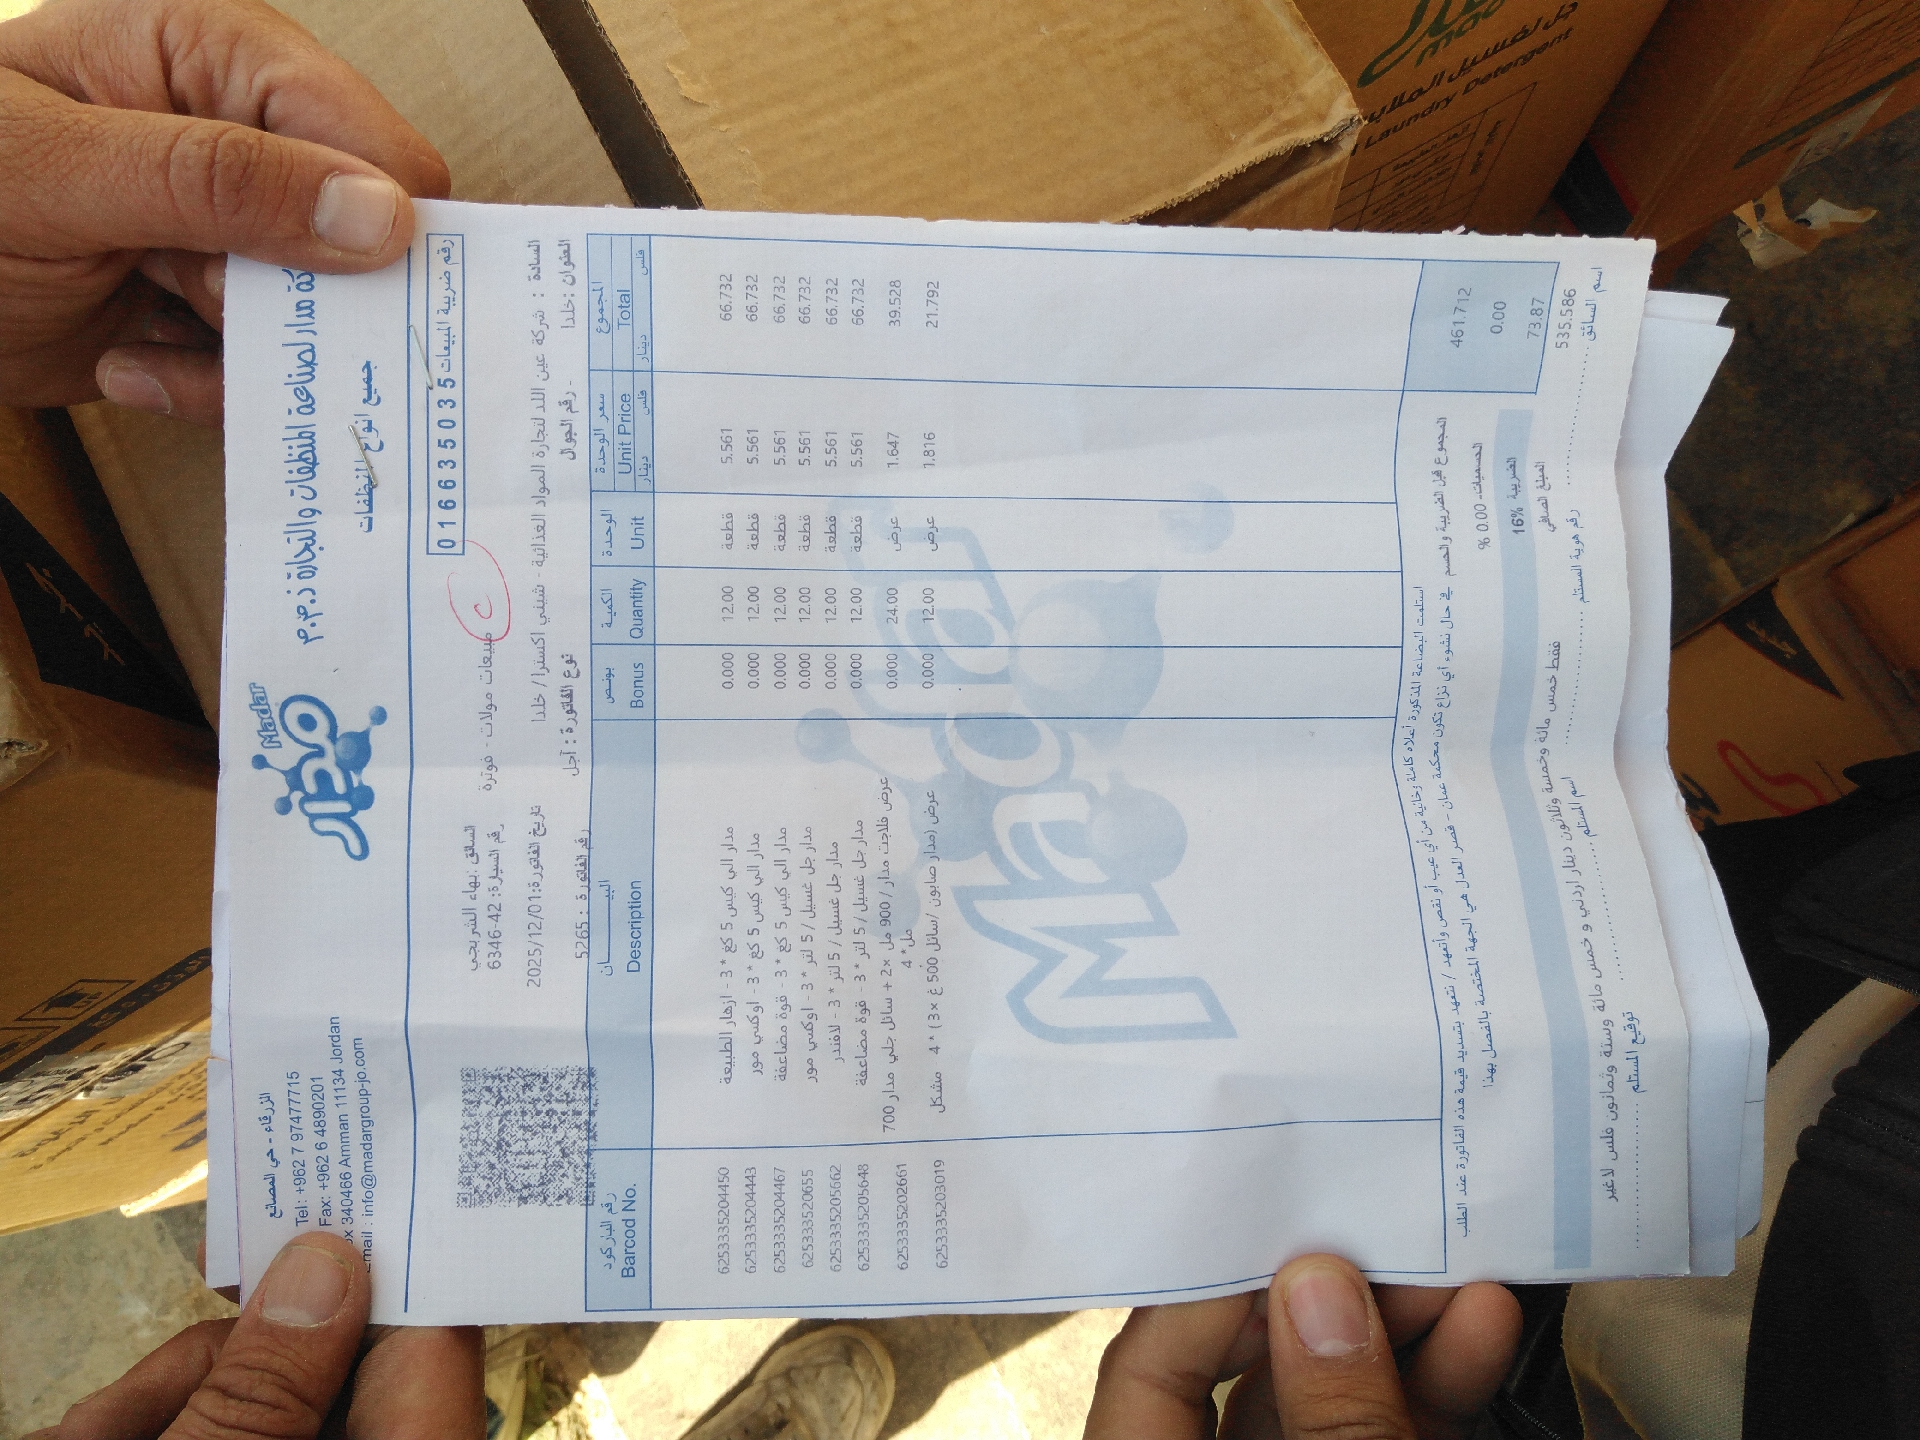 شركة مدار لصناعة المنظفات والتجارة ذ.م.م
جميع انواع المنظفات
Madar
مدار
الزرقاء - حي المصانع
Tel: +962 7 97477715
Fax: +962 6 4890201
340466 Amman 11134 Jordan
Email : info@madargroup-jo.com
رقم ضريبة المبيعات 016635035
C
مبيعات مولات - فوترة
السائق: بهاء الشريجي
رقم السيارة: 42-6346
السادة : شركة عين اللد لتجارة المواد الغذائية - شيني اكسترا / خلدا
تاريخ الفاتورة: 2025/12/01
العنوان : خلدا - رقم الجوال
نوع الفاتورة : آجل
رقم الفاتورة : 5265
رقم الباركود البيــــــان بونص الكمية الوحدة سعر الوحدة المجموع
Barcod No. Description Bonus Quantity Unit Unit Price Total
دينار فلس دينار فلس
6253335204450 مدار الي كيس 5 كغ * 3 - ازهار الطبيعة 0.000 12.00 قطعة 5.561 66.732
6253335204443 مدار الي كيس 5 كغ * 3 - اوكسي مور 0.000 12.00 قطعة 5.561 66.732
6253335204467 مدار الي كيس 5 كغ * 3 - قوة مضاعفة 0.000 12.00 قطعة 5.561 66.732
625333520655 مدار جل غسيل / 5 لتر * 3 - اوكسي مور 0.000 12.00 قطعة 5.561 66.732
6253335205662 مدار جل غسيل / 5 لتر * 3 - لافندر 0.000 12.00 قطعة 5.561 66.732
6253335205648 مدار جل غسيل / 5 لتر * 3 - قوة مضاعفة 0.000 12.00 قطعة 5.561 66.732
6253335202661 عرض فلاجت مدار / 900 مل ×2 + سائل جلي مدار 700 مل* 4 0.000 24.00 عرض 1.647 39.528
6253335203019 عرض (مدار صابون /سائل 500 غ ×3 ) * 4 مشكل 0.000 12.00 عرض 1.816 21.792
Madar
استلمت البضاعة المذكورة أعلاه كاملة وخالية من أي عيب أو نقص وأتعهد / نتعهد بتسديد قيمة هذه الفاتورة عند الطلب
في حال نشوء أي نزاع تكون محكمة عمان - قصر العدل هي الجهة المختصة بالفصل بهذا
المجموع قبل الضريبة والخصم 461.712
الخصميات- 0.00 % 0.00
الضريبة 16% 73.87
المبلغ الصافي 535.586
فقط خمس مائة وخمسة وثلاثون دينار اردني و خمس مائة وستة وثمانون فلس لاغير
اسم السائق ............ رقم هوية المستلم ............ اسم المستلم ............ توقيع المستلم ............
جل لغسيل الملابس
Laundry Detergent